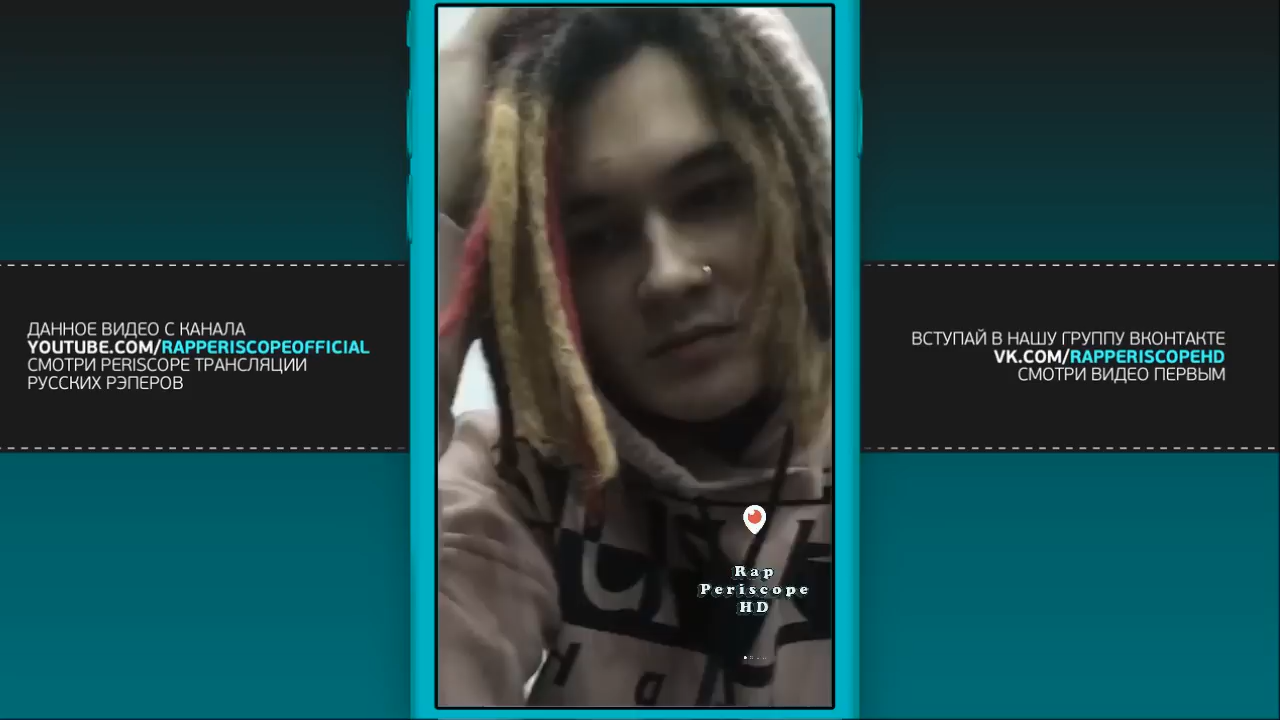 ДАННОЕ ВИДЕО С КАНАЛА
YOUTUBE.COM/RAPPERISCOPEOFFICIAL
СМОТРИ PERISCOPE ТРАНСЛЯЦИИ
РУССКИХ РЭПЕРОВ
ВСТУПАЙ В НАШУ ГРУППУ ВКОНТАКТЕ
VK.COM/RAPPERISCOPEHD
СМОТРИ ВИДЕО ПЕРВЫМ
Rap
Periscope
HD